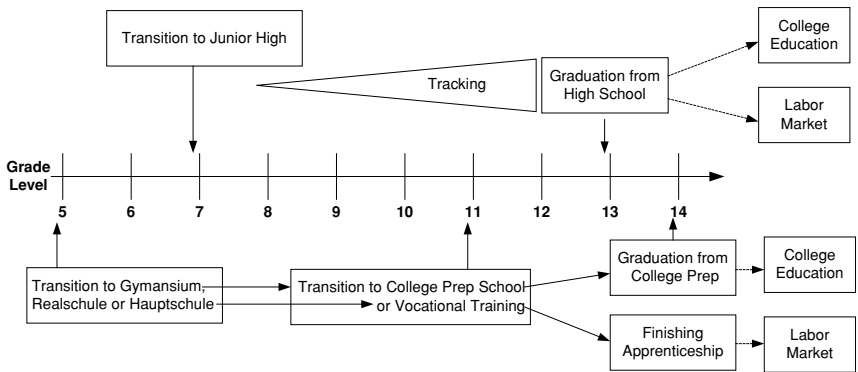 Transition to Junior High
Tracking
Graduation from
High School
College
Education
Labor
Market
Grade
Level
5
6
7
8
9
10
11
12
13
14
Transition to Gymansium,
Realschule or Hauptschule
Transition to College Prep School
or Vocational Training
Graduation from
College Prep
College
Education
Finishing
Apprenticeship
Labor
Market